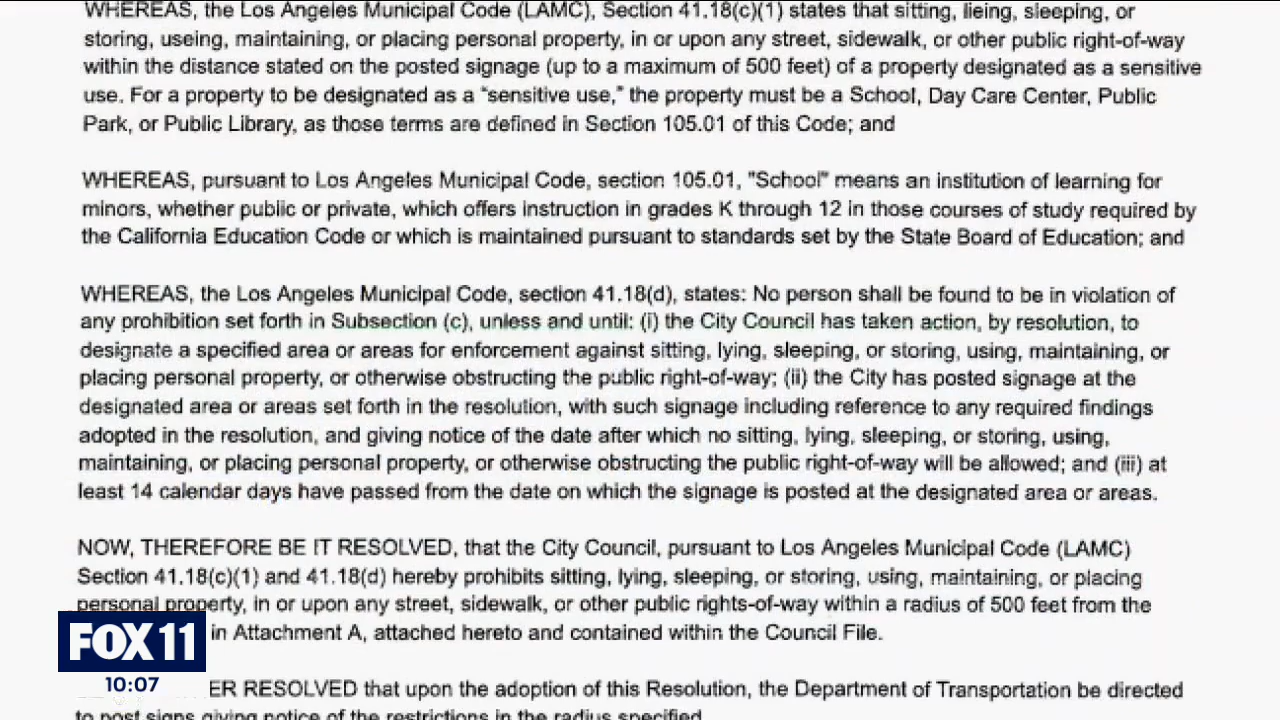 WHEREAS, the Los Angeles Municipal Code (LAMC), Section 41.18(c)(1) states that sitting, lieing, sleeping, or
storing, useing, maintaining, or placing personal property, in or upon any street, sidewalk, or other public right-of-way
within the distance stated on the posted signage (up to a maximum of 500 feet) of a property designated as a sensitive
use. For a property to be designated as a "sensitive use," the property must be a School, Day Care Center, Public
Park, or Public Library, as those terms are defined in Section 105.01 of this Code; and
WHEREAS, pursuant to Los Angeles Municipal Code, section 105.01, "School" means an institution of learning for
minors, whether public or private, which offers instruction in grades K through 12 in those courses of study required by
the California Education Code or which is maintained pursuant to standards set by the State Board of Education; and
WHEREAS, the Los Angeles Municipal Code, section 41.18(d), states: No person shall be found to be in violation of
any prohibition set forth in Subsection (c), unless and until: (i) the City Council has taken action, by resolution, to
designate a specified area or areas for enforcement against sitting, lying, sleeping, or storing, using, maintaining, or
placing personal property, or otherwise obstructing the public right-of-way; (ii) the City has posted signage at the
designated area or areas set forth in the resolution, with such signage including reference to any required findings
adopted in the resolution, and giving notice of the date after which no sitting, lying, sleeping, or storing, using,
maintaining, or placing personal property, or otherwise obstructing the public right-of-way will be allowed; and (iii) at
least 14 calendar days have passed from the date on which the signage is posted at the designated area or areas.
NOW, THEREFORE BE IT RESOLVED, that the City Council, pursuant to Los Angeles Municipal Code (LAMC)
Section 41.18(c)(1) and 41.18(d) hereby prohibits sitting, lying, sleeping, or storing, using, maintaining, or placing
personal property, in or upon any street, sidewalk, or other public rights-of-way within a radius of 500 feet from the
in Attachment A, attached hereto and contained within the Council File.
ER RESOLVED that upon the adoption of this Resolution, the Department of Transportation be directed
to post signs giving notice of the restrictions in the radius specified.
FOX 11
10:07